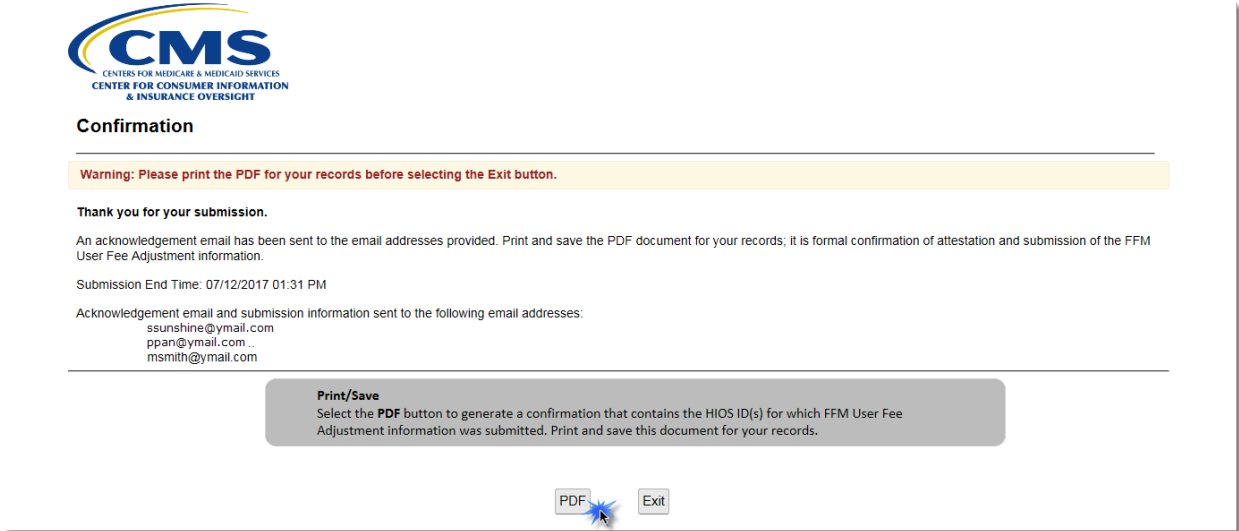 CMS
CENTERS FOR MEDICARE & MEDICAID SERVICES
CENTER FOR CONSUMER INFORMATION
& INSURANCE OVERSIGHT
Confirmation
Warning: Please print the PDF for your records before selecting the Exit button.
Thank you for your submission.
An acknowledgement email has been sent to the email addresses provided. Print and save the PDF document for your records; it is formal confirmation of attestation and submission of the FFM
User Fee Adjustment information.
Submission End Time: 07/12/2017 01:31 PM
Acknowledgement email and submission information sent to the following email addresses:
ssunshine@ymail.com
ppan@ymail.com ..
msmith@ymail.com
Print/Save
Select the PDF button to generate a confirmation that contains the HIOS ID(s) for which FFM User Fee
Adjustment information was submitted. Print and save this document for your records.
PDF Exit